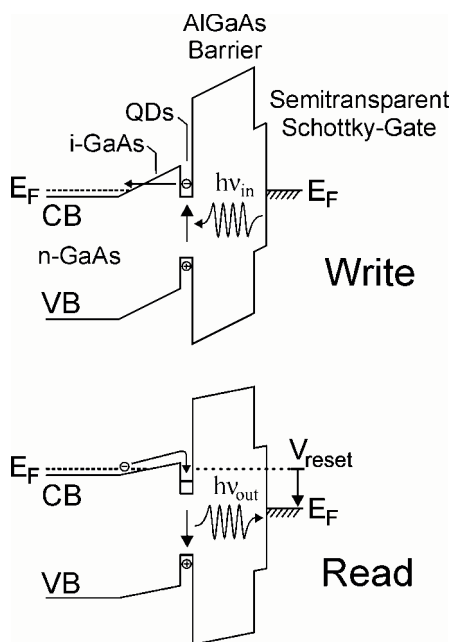 AlGaAs
Barrier
QDs
Semitransparent
Schottky-Gate
i-GaAs
E_F
CB
hν_in
E_F
n-GaAs
Write
VB
E_F
CB
V_reset
hν_out
E_F
VB
Read